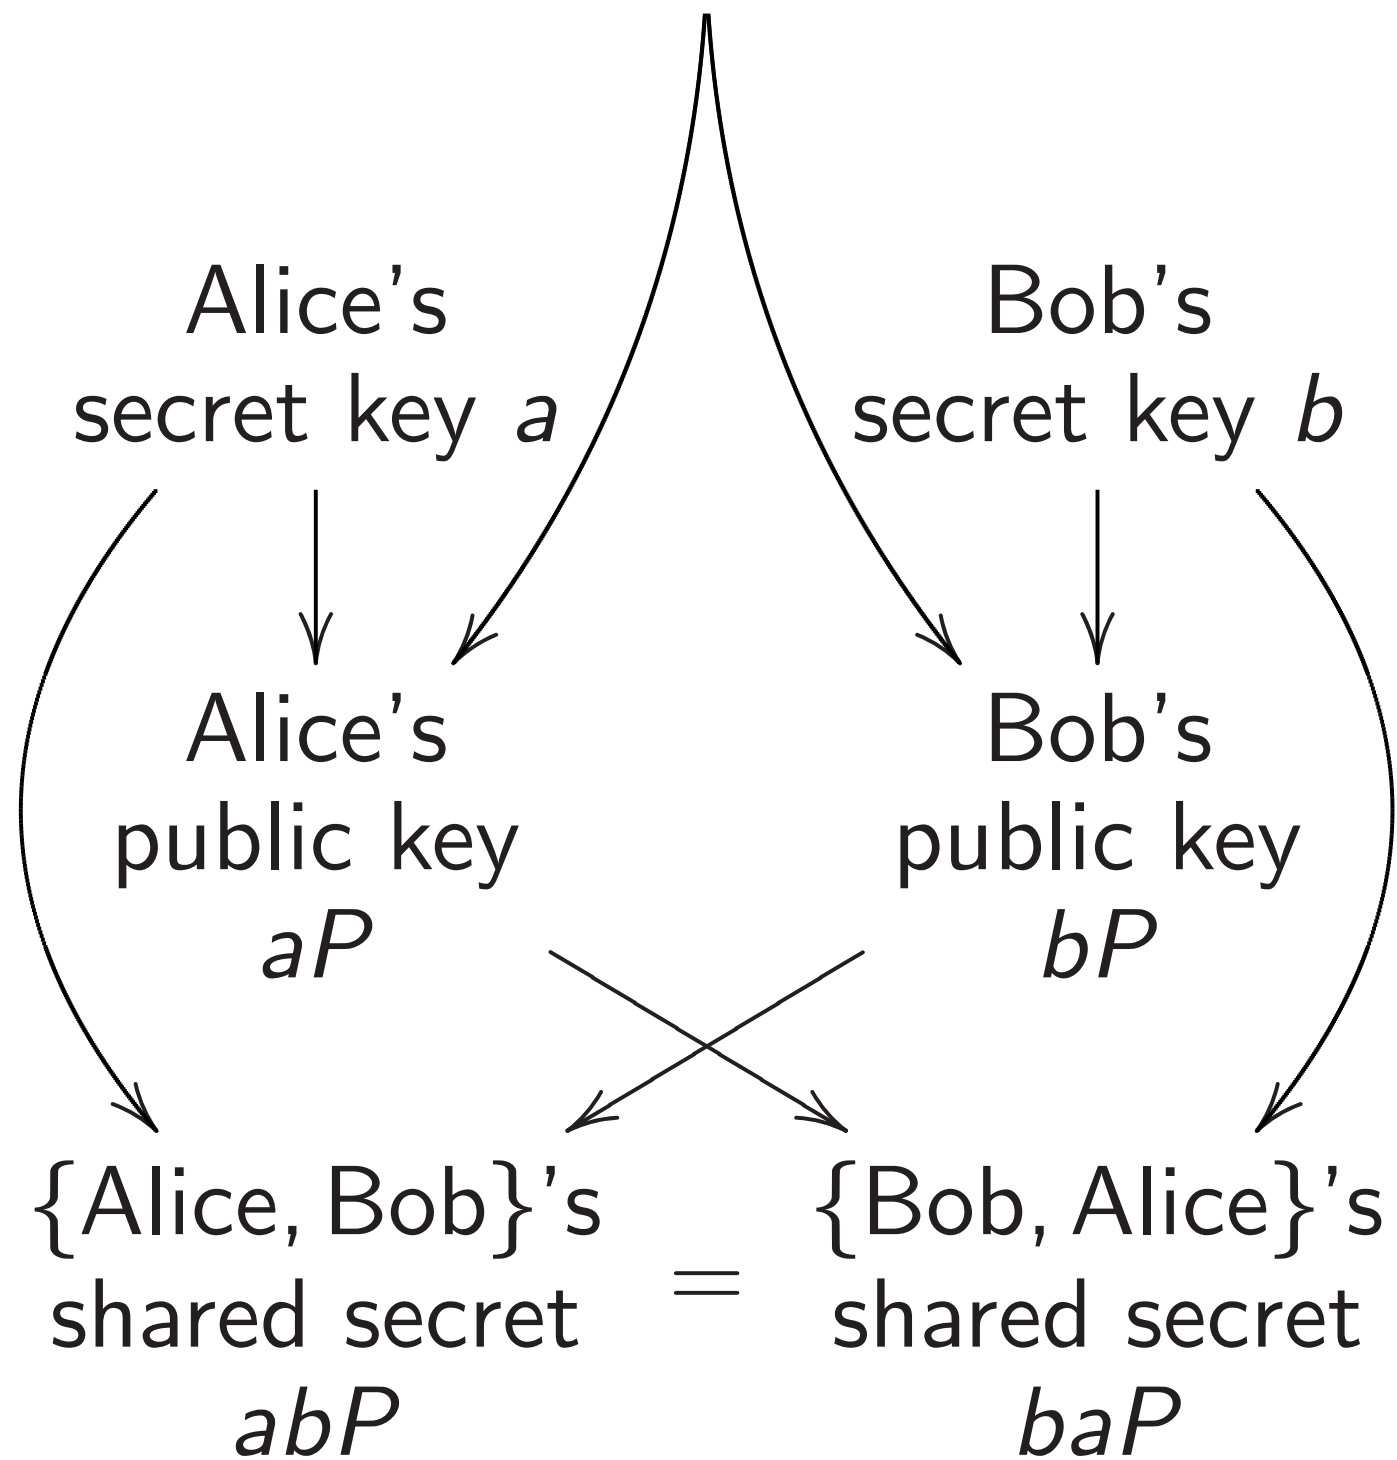 Alice's
secret key a
Bob's
secret key b
Alice's
public key
aP
Bob's
public key
bP
{Alice, Bob}'s
shared secret
abP
=
{Bob, Alice}'s
shared secret
baP